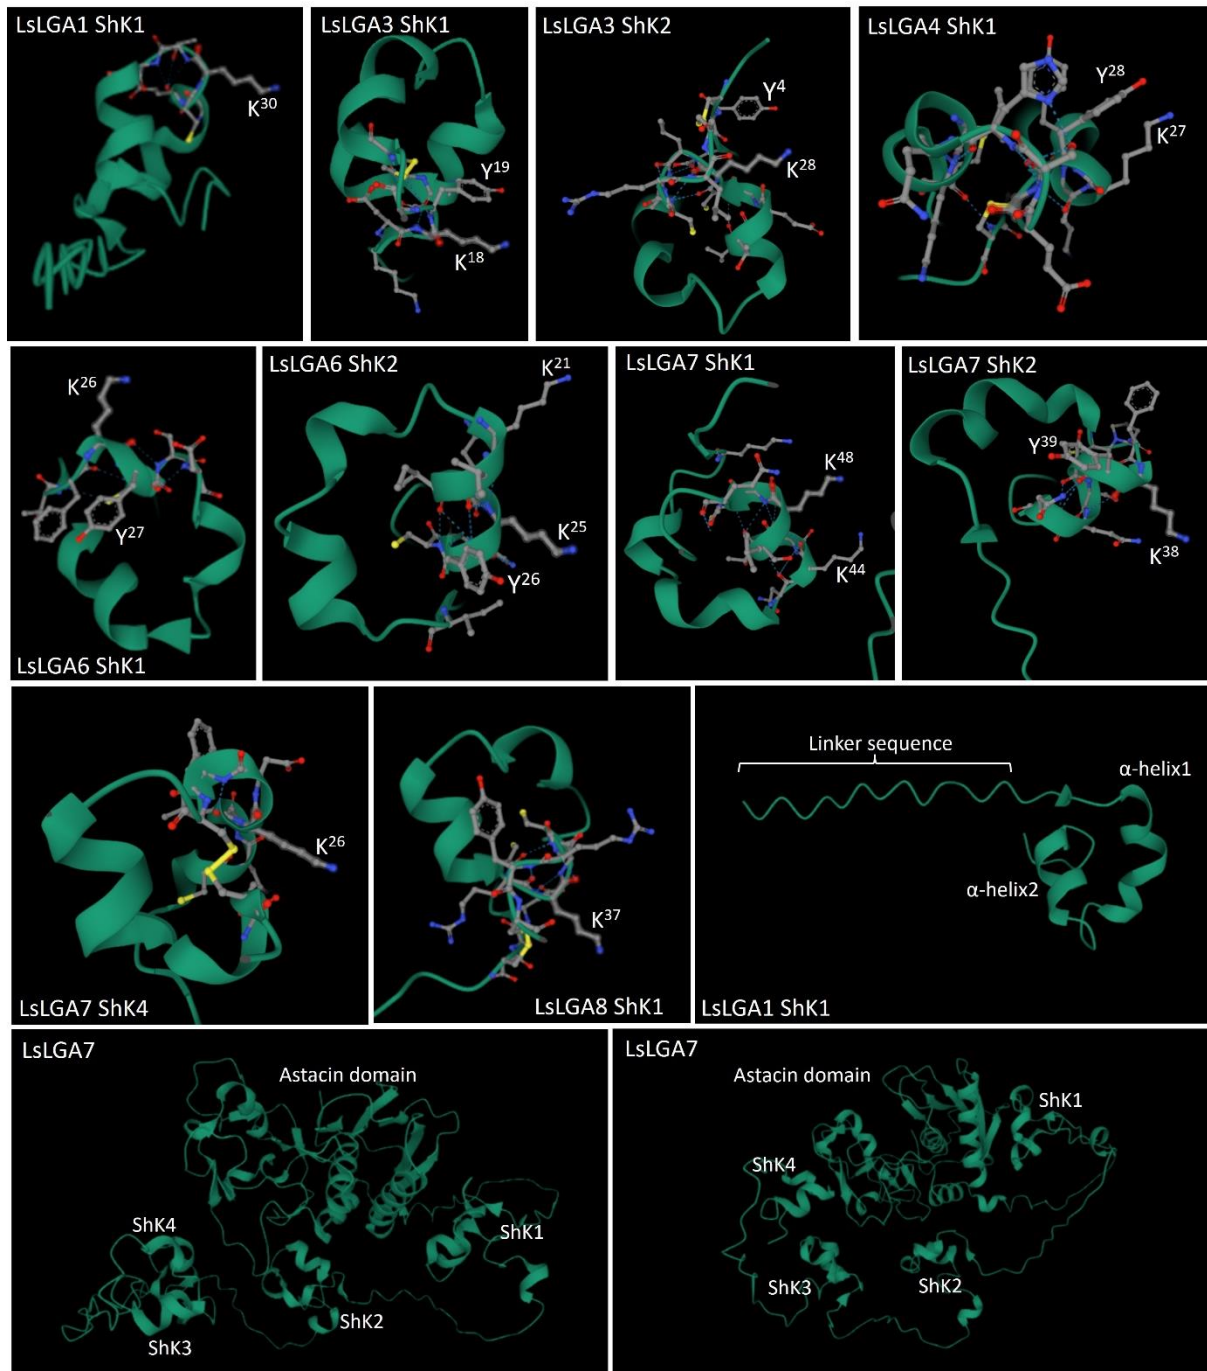 LsLGA1 ShK1
K³⁰
LsLGA3 ShK1
Y¹⁹
K¹⁸
LsLGA3 ShK2
Y⁴
K²⁸
LsLGA4 ShK1
Y²⁸
K²⁷
K²⁶
Y²⁷
LsLGA6 ShK1
LsLGA6 ShK2
K²¹
K²⁵
Y²⁶
LsLGA7 ShK1
K⁴⁸
K⁴⁴
LsLGA7 ShK2
Y³⁹
K³⁸
K²⁶
LsLGA7 ShK4
K³⁷
LsLGA8 ShK1
Linker sequence
α-helix1
α-helix2
LsLGA1 ShK1
LsLGA7
Astacin domain
ShK4
ShK1
ShK2
ShK3
LsLGA7
Astacin domain
ShK1
ShK4
ShK3
ShK2